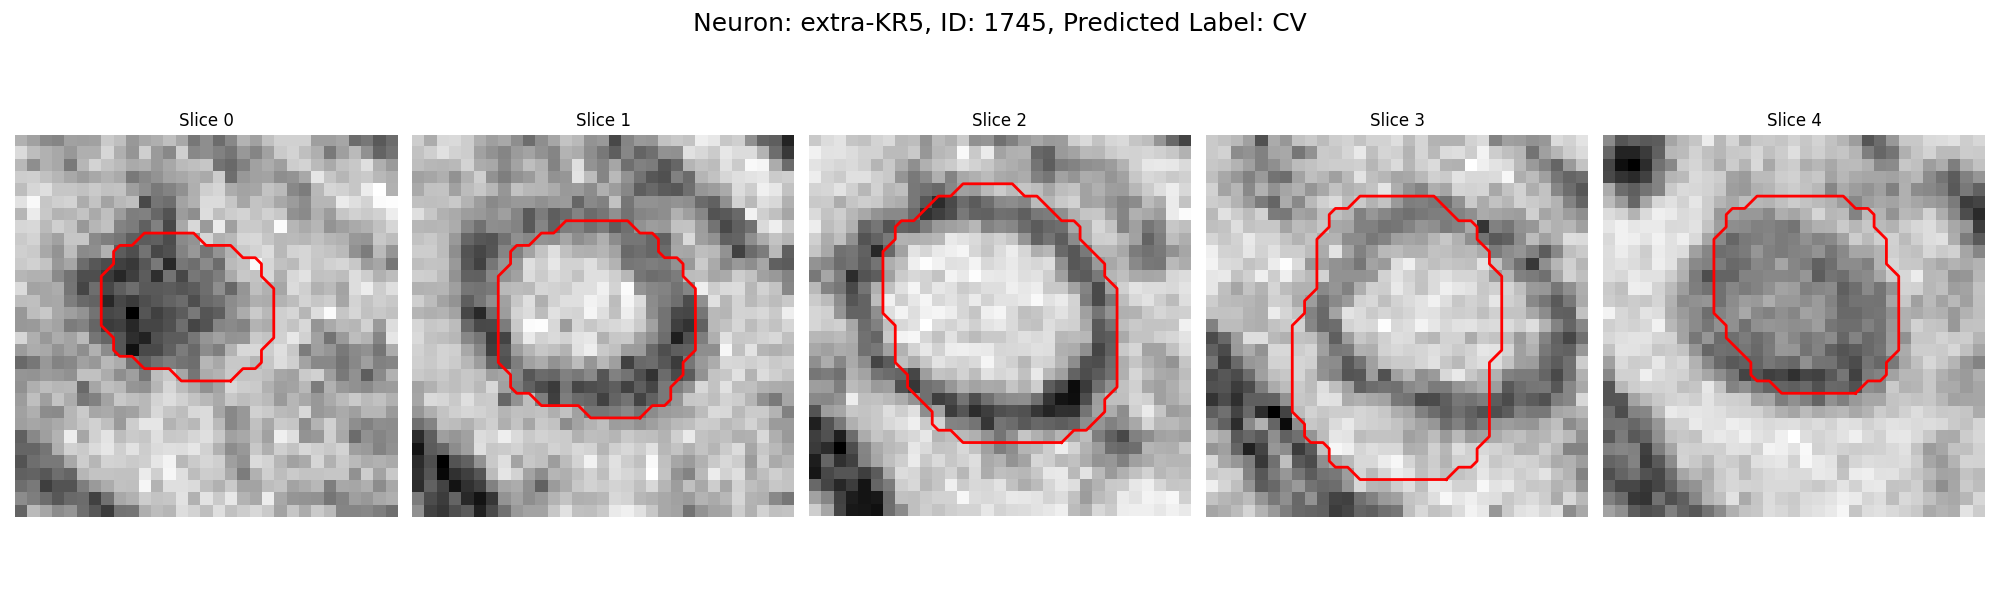 Neuron: extra-KR5, ID: 1745, Predicted Label: CV
Slice 0
Slice 1
Slice 2
Slice 3
Slice 4